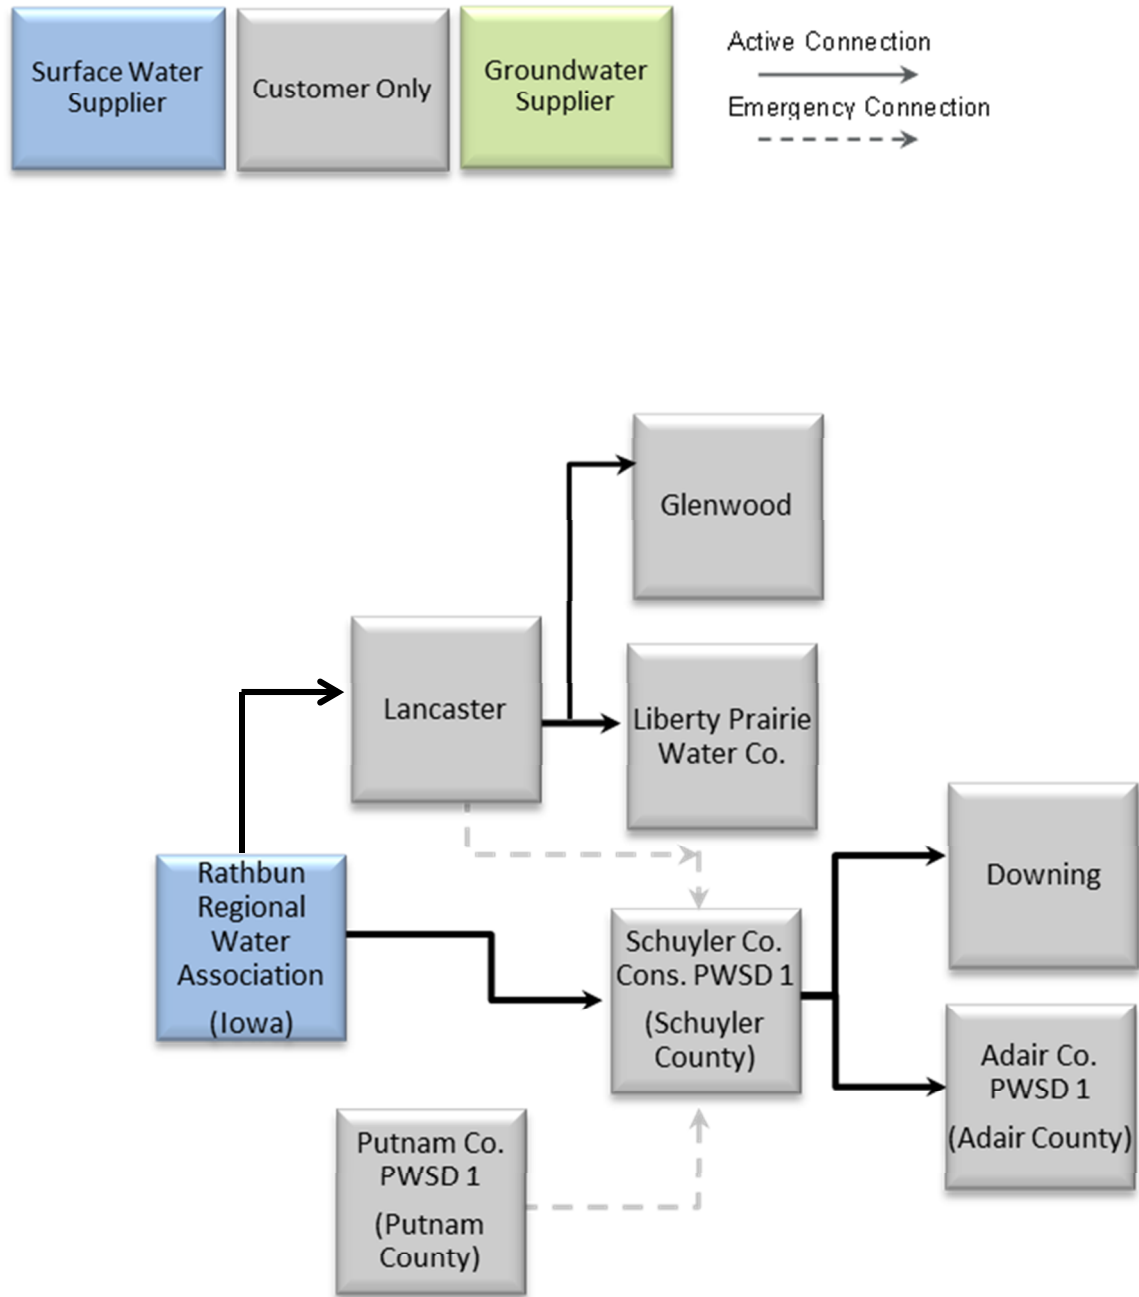 Surface Water
Supplier
Customer Only
Groundwater
Supplier
Active Connection
Emergency Connection
Glenwood
Lancaster
Liberty Prairie
Water Co.
Rathbun
Regional
Water
Association
(Iowa)
Schuyler Co.
Cons. PWSD 1
(Schuyler
County)
Downing
Adair Co.
PWSD 1
(Adair County)
Putnam Co.
PWSD 1
(Putnam
County)